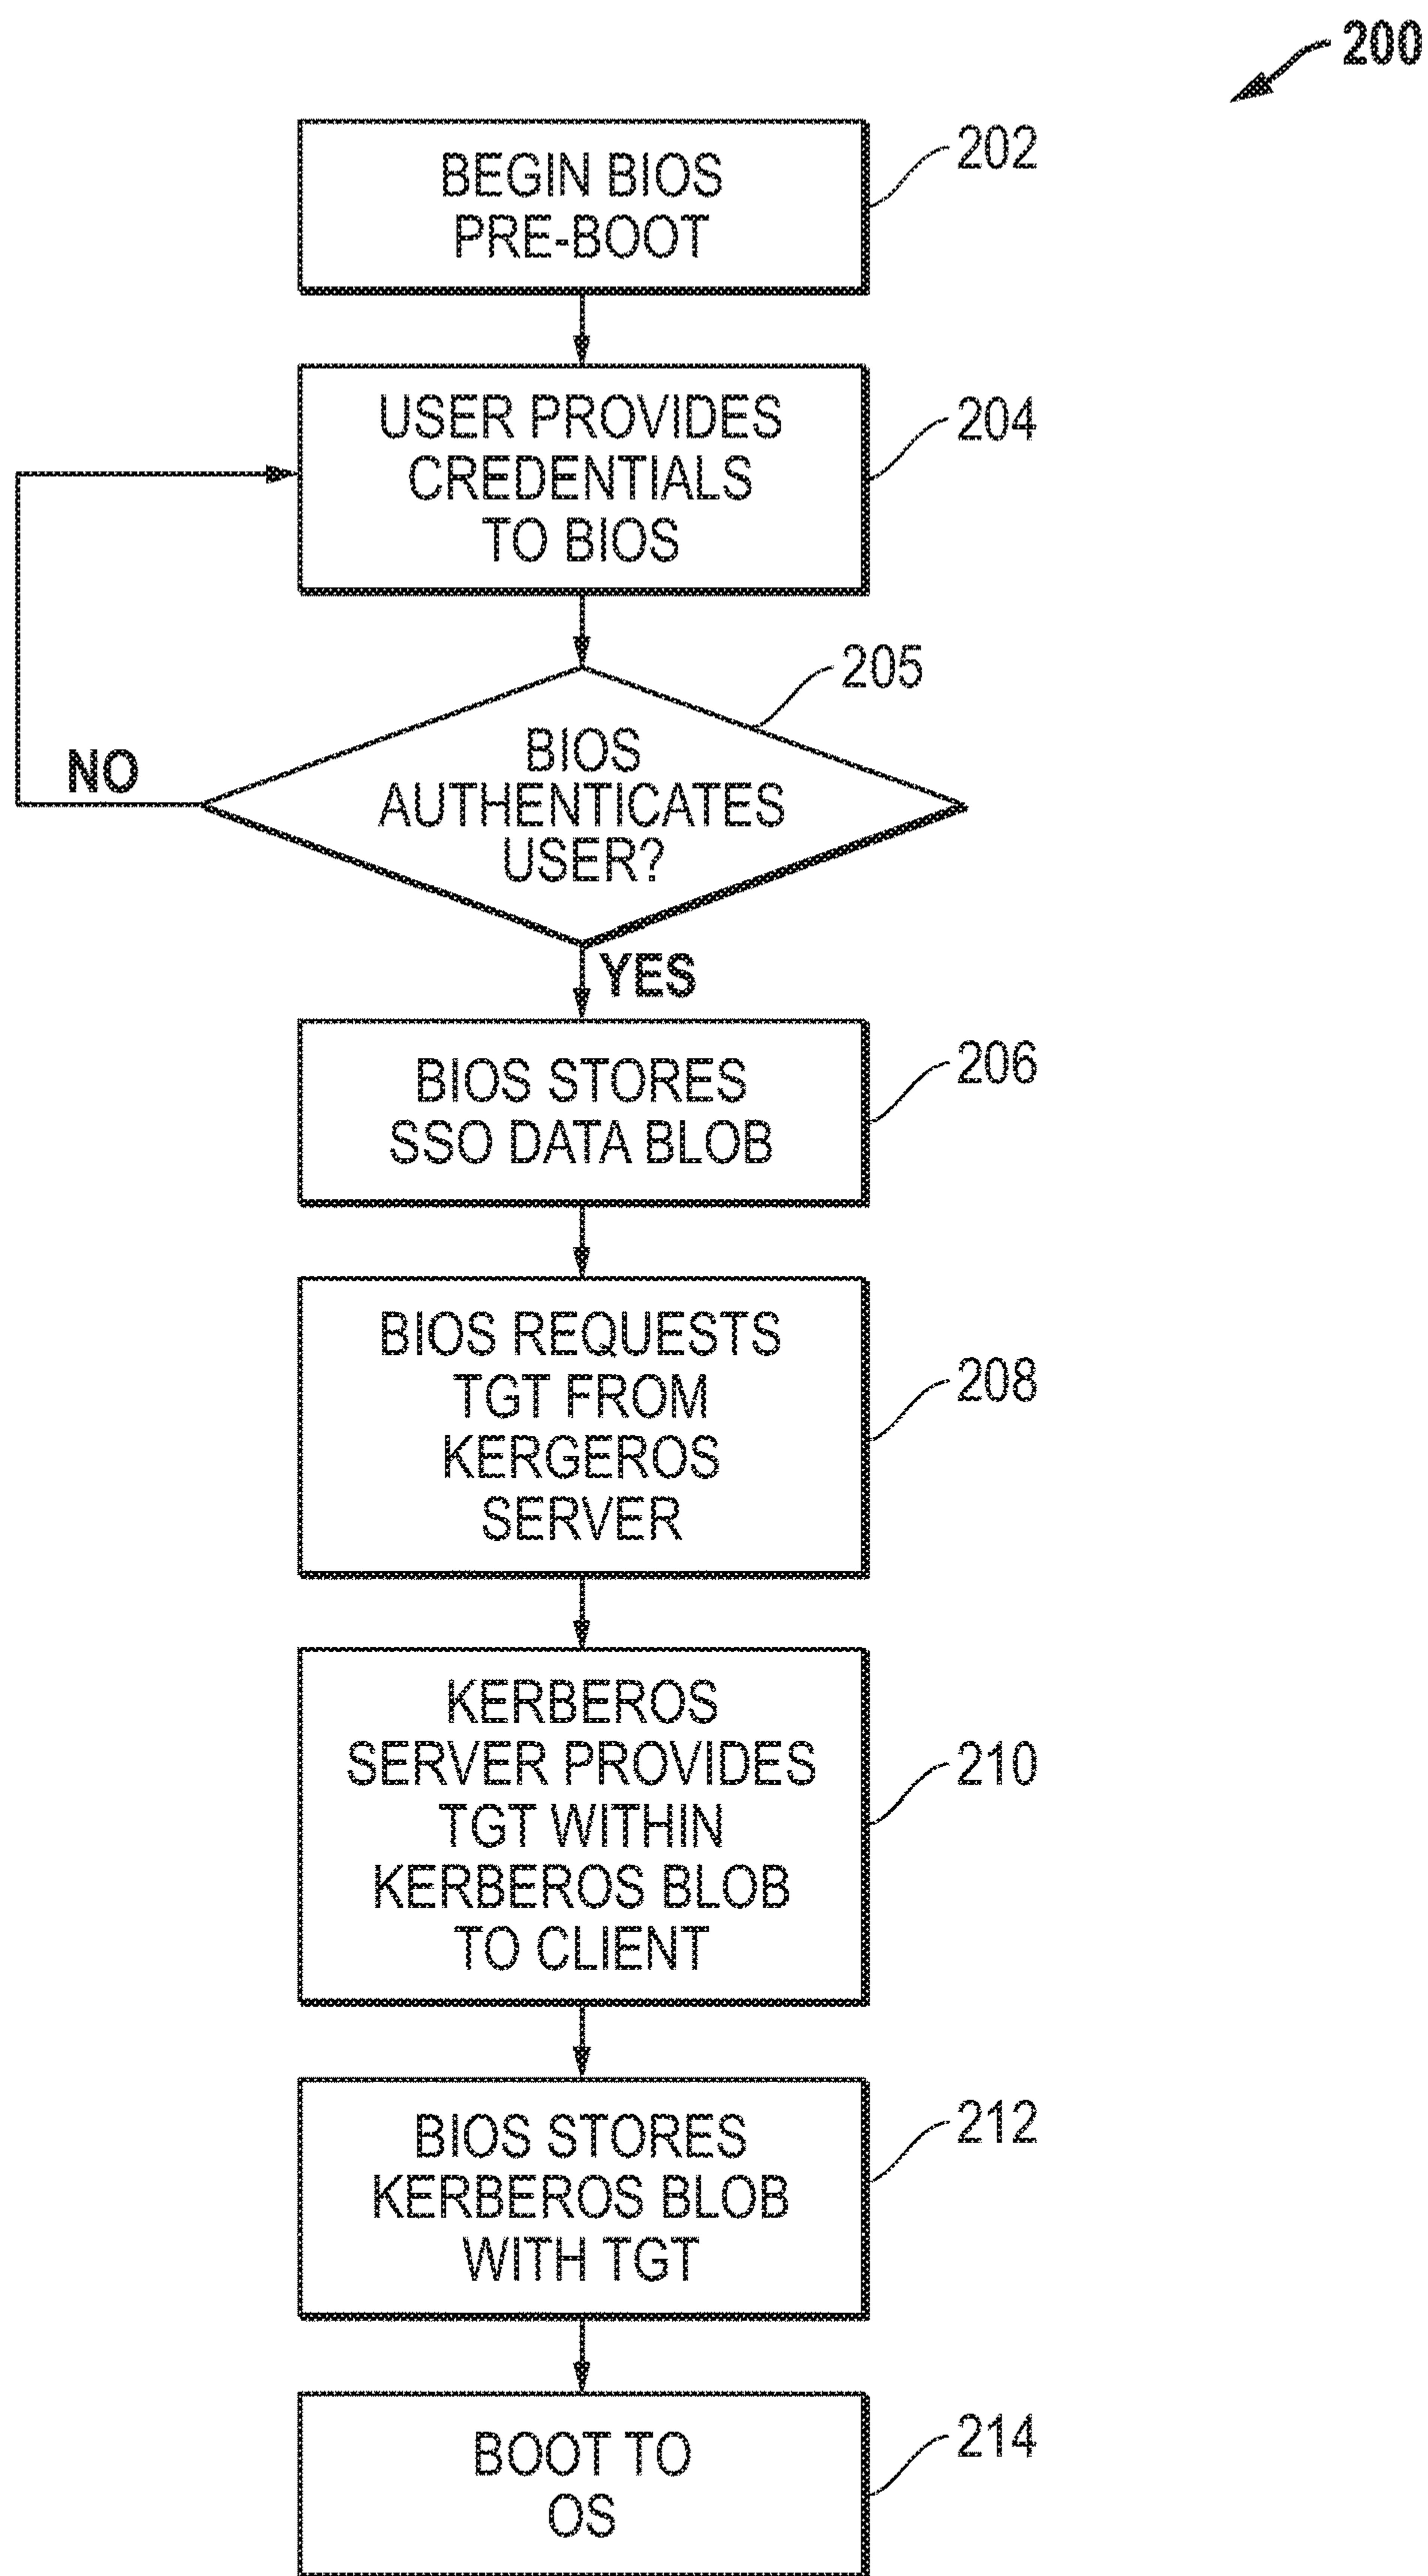 200
BEGIN BIOS
PRE-BOOT
202
USER PROVIDES
CREDENTIALS
TO BIOS
204
BIOS
AUTHENTICATES
USER?
205
NO
YES
BIOS STORES
SSO DATA BLOB
206
BIOS REQUESTS
TGT FROM
KERGEROS
SERVER
208
KERBEROS
SERVER PROVIDES
TGT WITHIN
KERBEROS BLOB
TO CLIENT
210
BIOS STORES
KERBEROS BLOB
WITH TGT
212
BOOT TO
OS
214